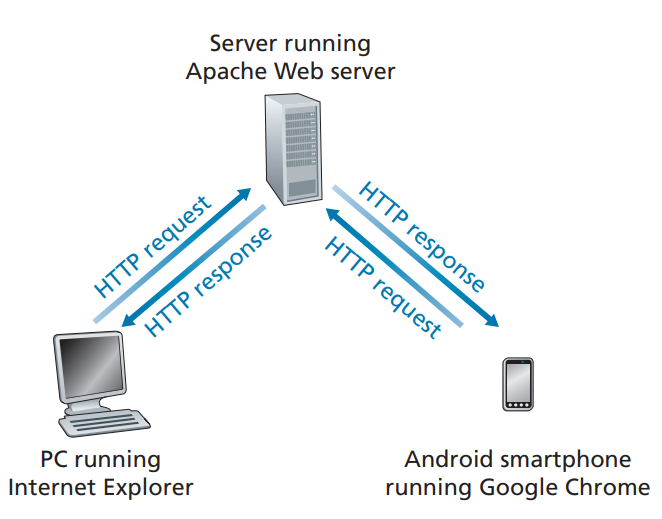 Server running
Apache Web server
HTTP request
HTTP response
HTTP response
HTTP request
PC running
Internet Explorer
Android smartphone
running Google Chrome